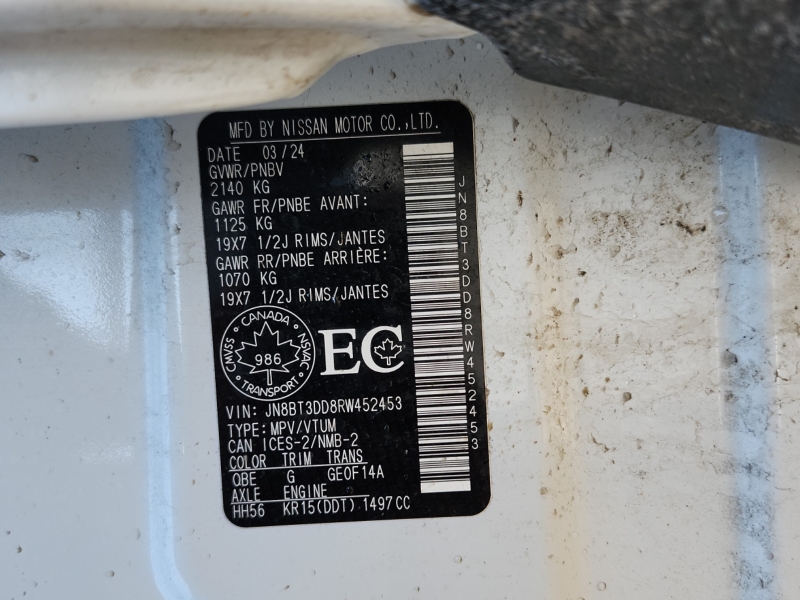 MFD BY NISSAN MOTOR CO.,LTD.
DATE 03/24
GVWR/PNBV
2140 KG
GAWR FR/PNBE AVANT:
1125 KG
19X7 1/2J RIMS/JANTES
GAWR RR/PNBE ARRIÈRE:
1070 KG
19X7 1/2J RIMS/JANTES
CANADA
CMVSS 986 NSVAC
TRANSPORT
EC
VIN: JN8BT3DD8RW452453
TYPE: MPV/VTUM
CAN ICES-2/NMB-2
COLOR TRIM TRANS
QBE G GE0F14A
AXLE ENGINE
HH56 KR15(DDT) 1497CC
JN8BT3DD8RW452453